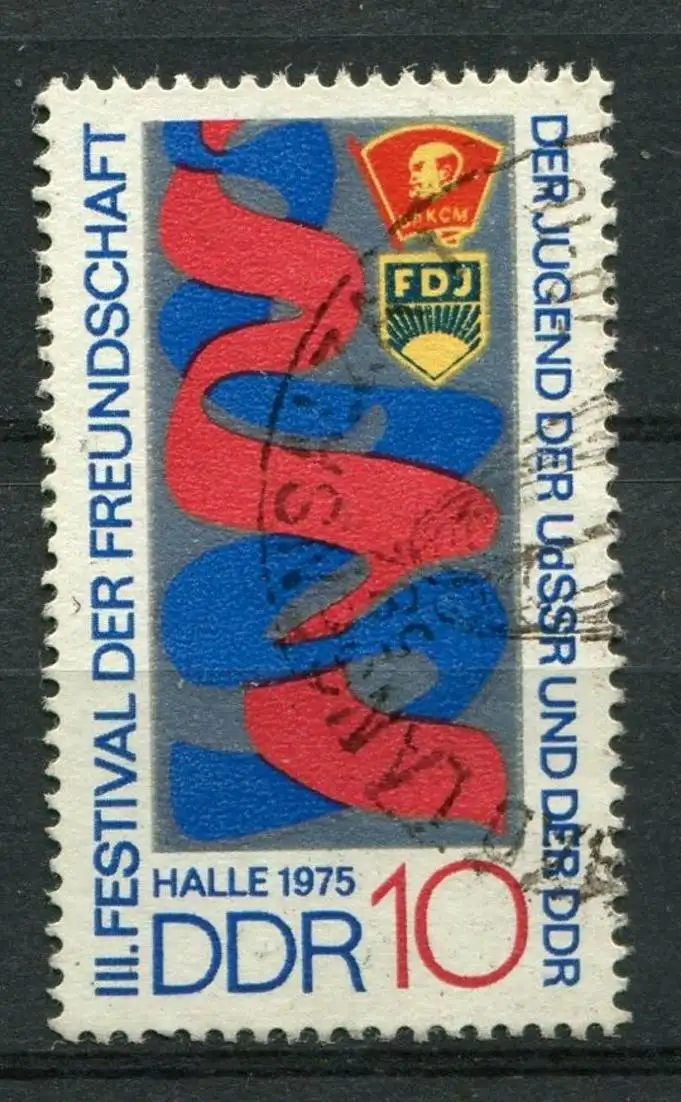 III. FESTIVAL DER FREUNDSCHAFT
DER JUGEND DER UdSSR UND DER DDR
ВЛКСМ
FDJ
HALLE 1975
DDR 10